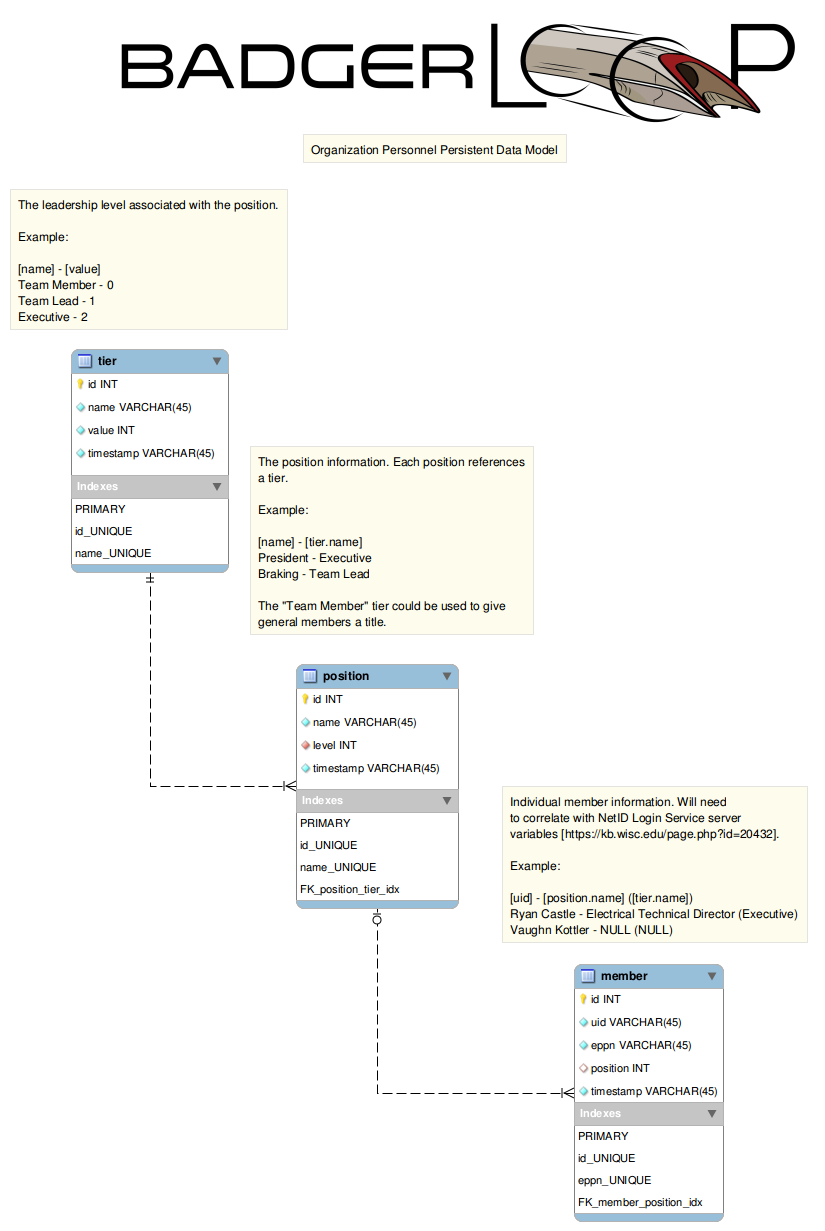 BADGERLOOP
Organization Personnel Persistent Data Model
The leadership level associated with the position.
Example:
[name] - [value]
Team Member - 0
Team Lead - 1
Executive - 2
tier
id INT
name VARCHAR(45)
value INT
timestamp VARCHAR(45)
Indexes
PRIMARY
id_UNIQUE
name_UNIQUE
The position information. Each position references
a tier.
Example:
[name] - [tier.name]
President - Executive
Braking - Team Lead
The "Team Member" tier could be used to give
general members a title.
position
id INT
name VARCHAR(45)
level INT
timestamp VARCHAR(45)
Indexes
PRIMARY
id_UNIQUE
name_UNIQUE
FK_position_tier_idx
Individual member information. Will need
to correlate with NetID Login Service server
variables [https://kb.wisc.edu/page.php?id=20432].
Example:
[uid] - [position.name] ([tier.name])
Ryan Castle - Electrical Technical Director (Executive)
Vaughn Kottler - NULL (NULL)
member
id INT
uid VARCHAR(45)
eppn VARCHAR(45)
position INT
timestamp VARCHAR(45)
Indexes
PRIMARY
id_UNIQUE
eppn_UNIQUE
FK_member_position_idx